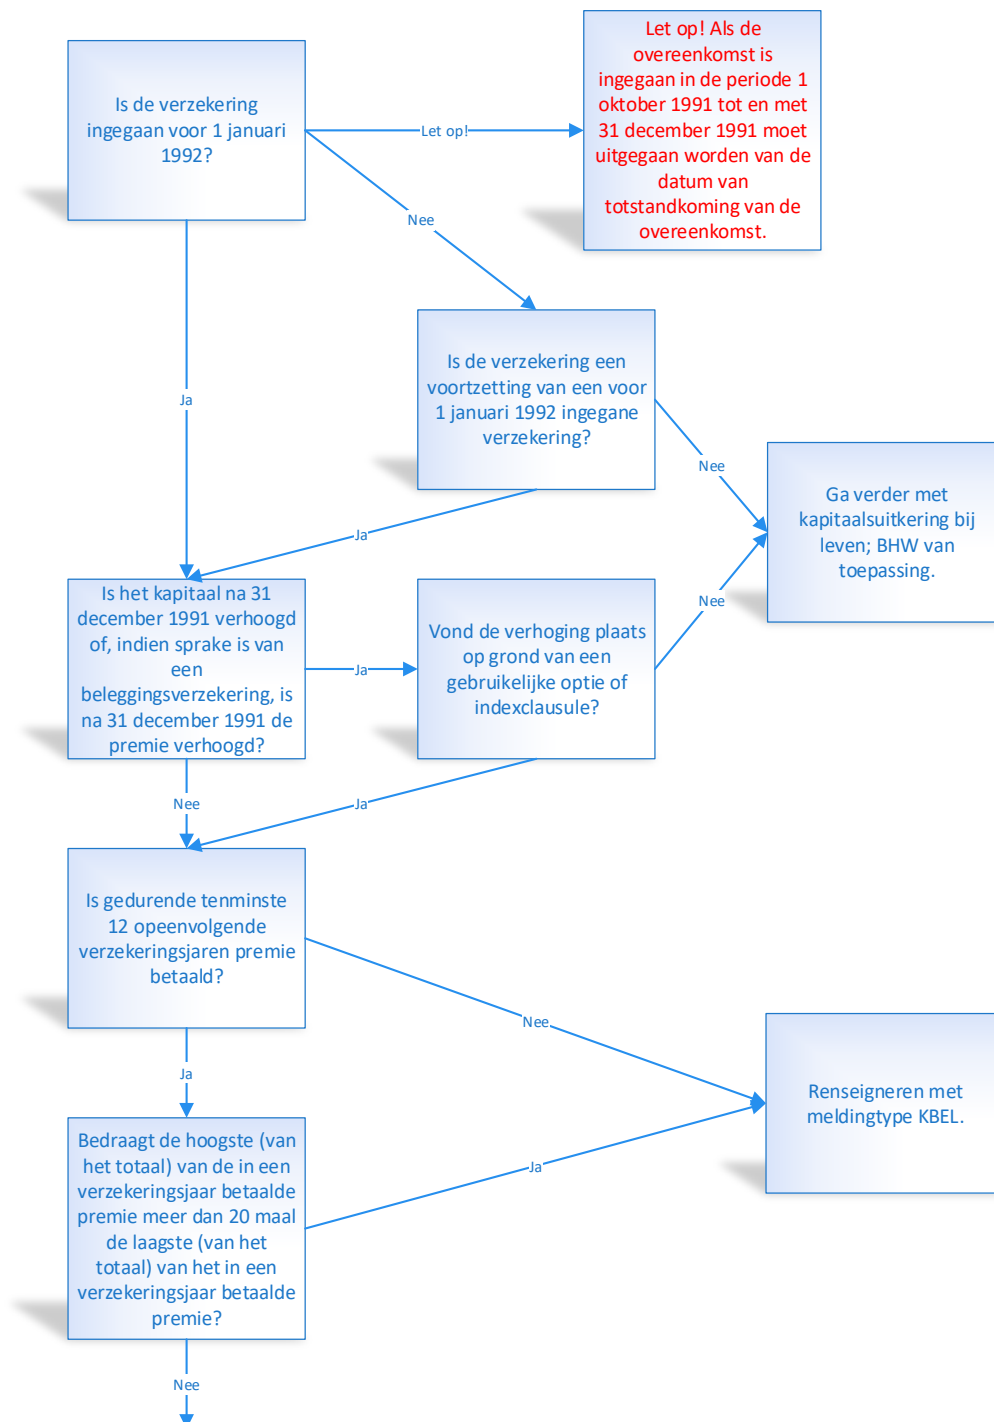 Is de verzekering
ingegaan voor 1 januari
1992?
Let op!
Let op! Als de
overeenkomst is
ingegaan in de periode 1
oktober 1991 tot en met
31 december 1991 moet
uitgegaan worden van de
datum van
totstandkoming van de
overeenkomst.
Nee
Ja
Is de verzekering een
voortzetting van een voor
1 januari 1992 ingegane
verzekering?
Nee
Ja
Ga verder met
kapitaalsuitkering bij
leven; BHW van
toepassing.
Is het kapitaal na 31
december 1991 verhoogd
of, indien sprake is van
een
beleggingsverzekering, is
na 31 december 1991 de
premie verhoogd?
Ja
Vond de verhoging plaats
op grond van een
gebruikelijke optie of
indexclausule?
Nee
Nee
Ja
Is gedurende tenminste
12 opeenvolgende
verzekeringsjaren premie
betaald?
Nee
Ja
Renseigneren met
meldingtype KBEL.
Bedraagt de hoogste (van
het totaal) van de in een
verzekeringsjaar betaalde
premie meer dan 20 maal
de laagste (van het
totaal) van het in een
verzekeringsjaar betaalde
premie?
Ja
Nee